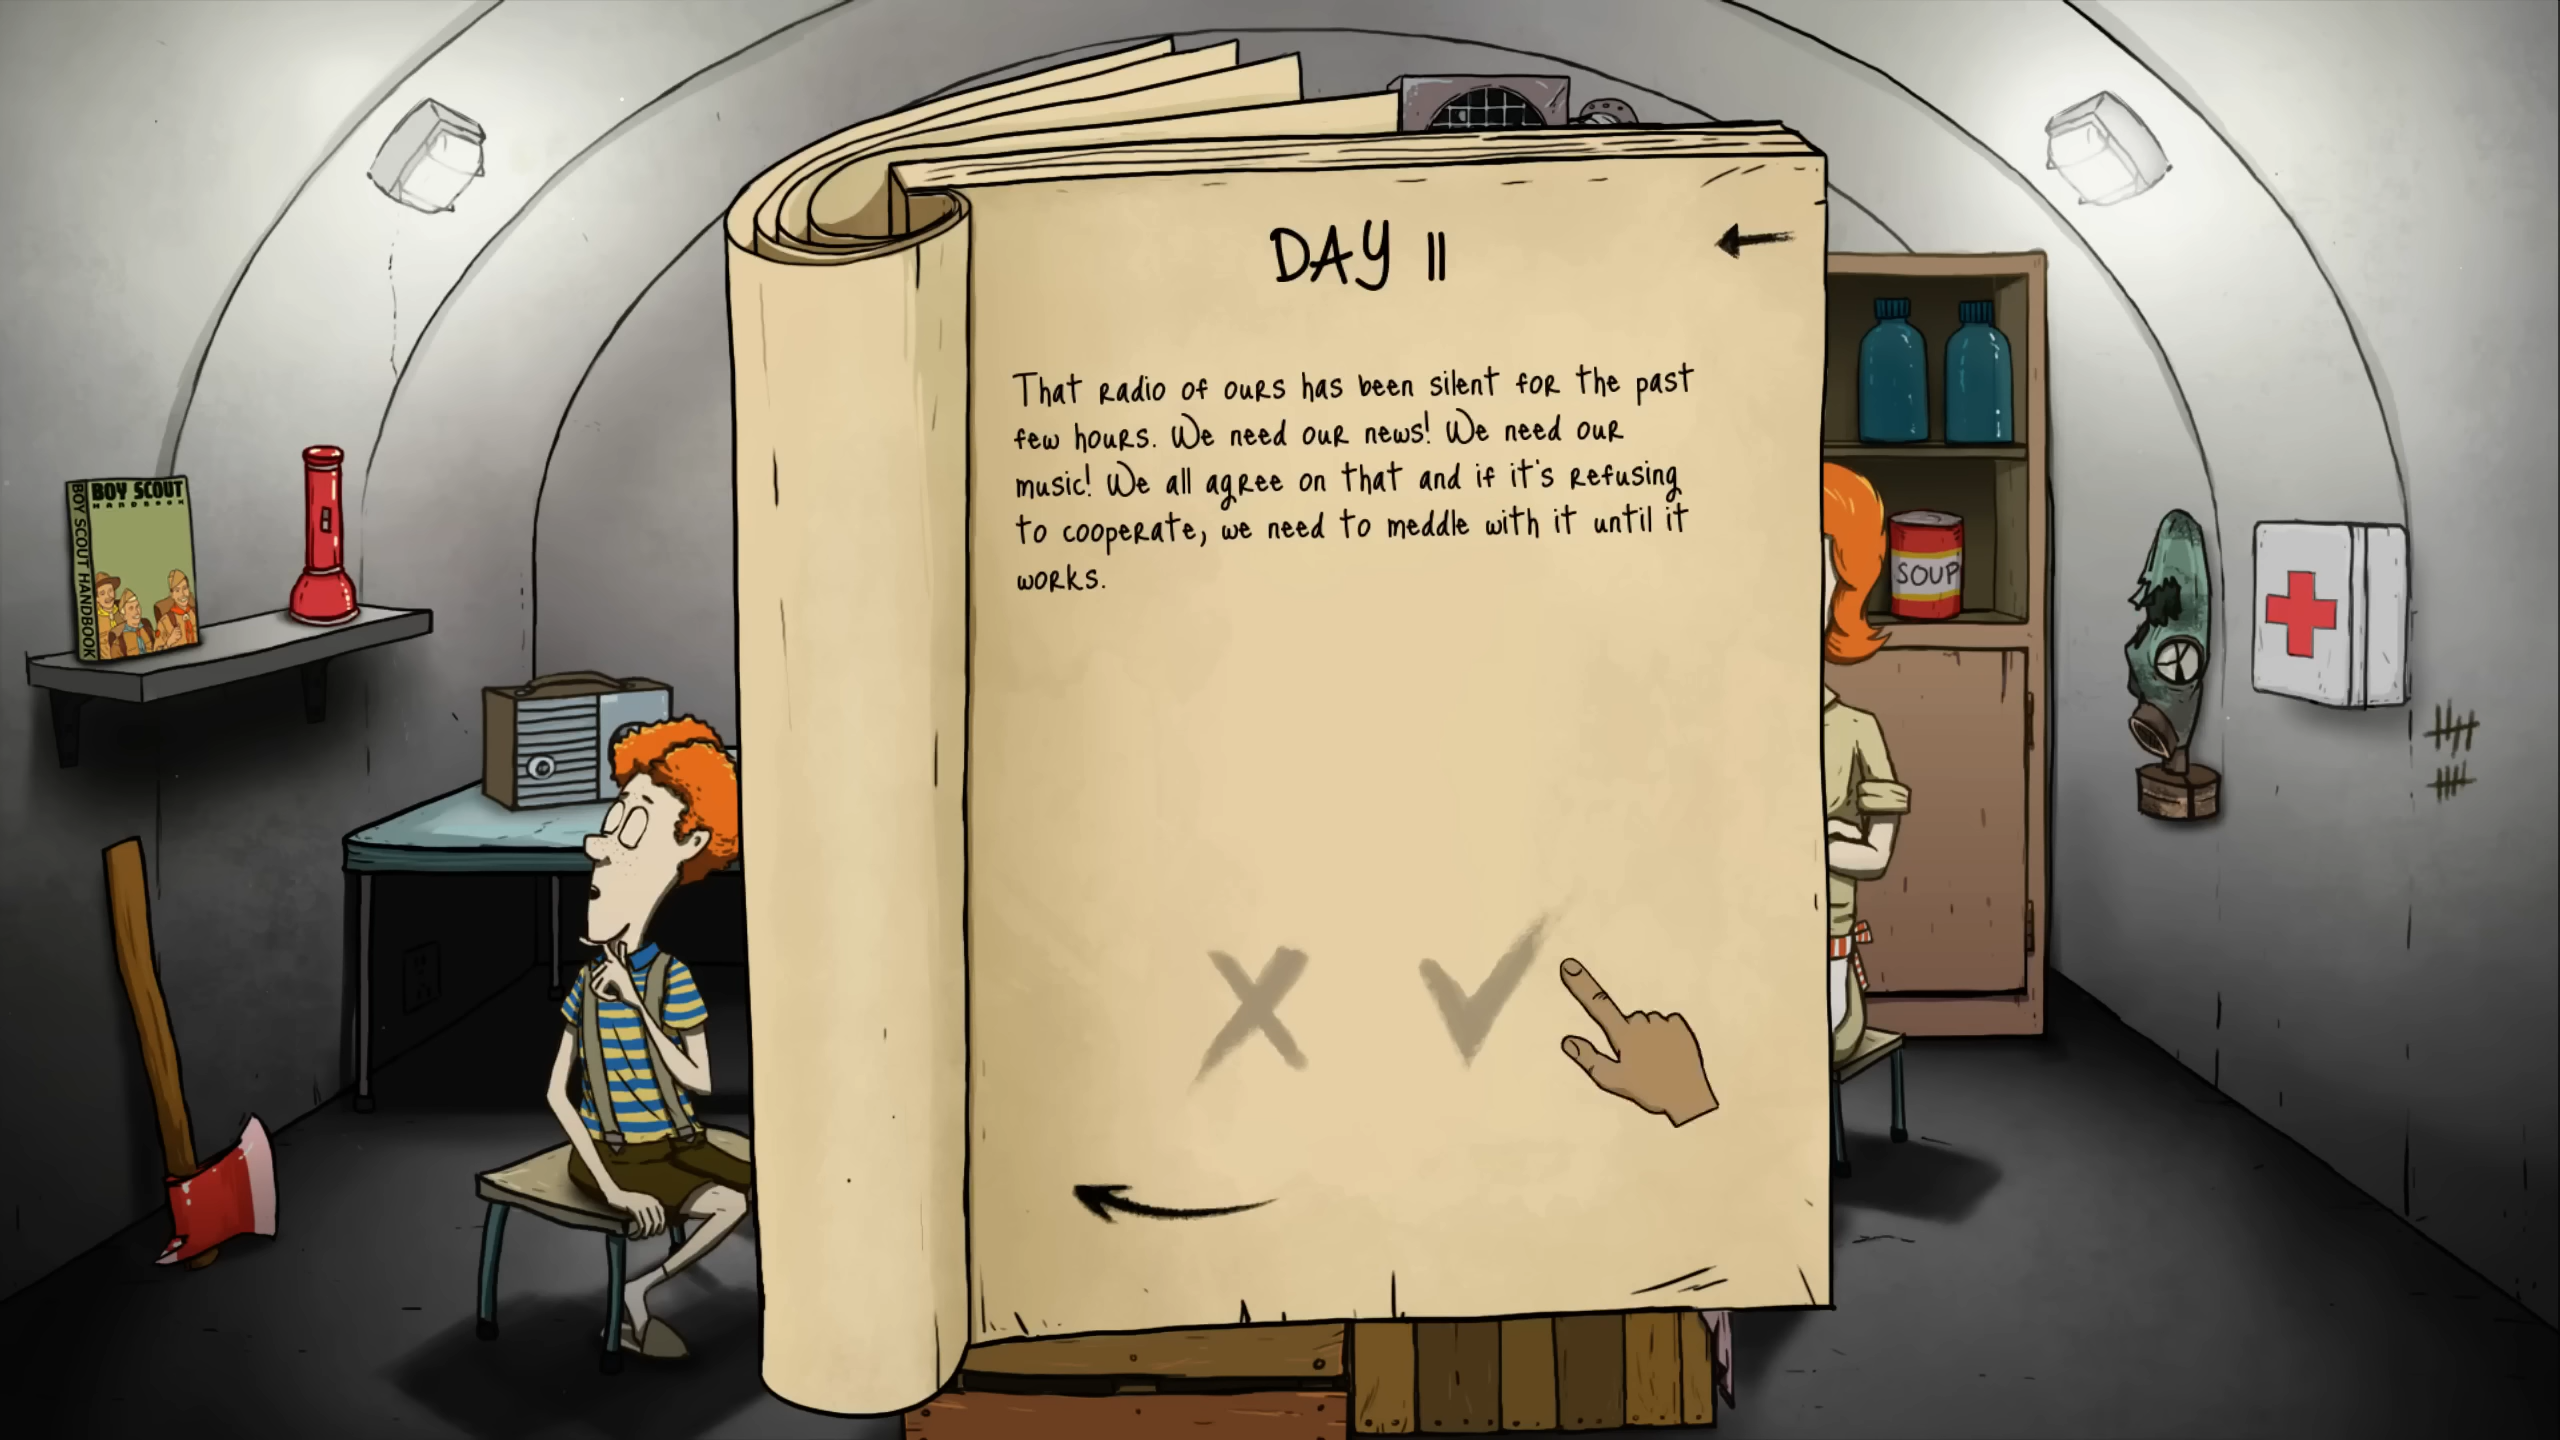 DAY 11
That radio of ours has been silent for the past
few hours. We need our news! We need our
music! We all agree on that and if it's refusing
to cooperate, we need to meddle with it until it
works.
BOY SCOUT
HANDBOOK
BOY SCOUT HANDBOOK
SOUP